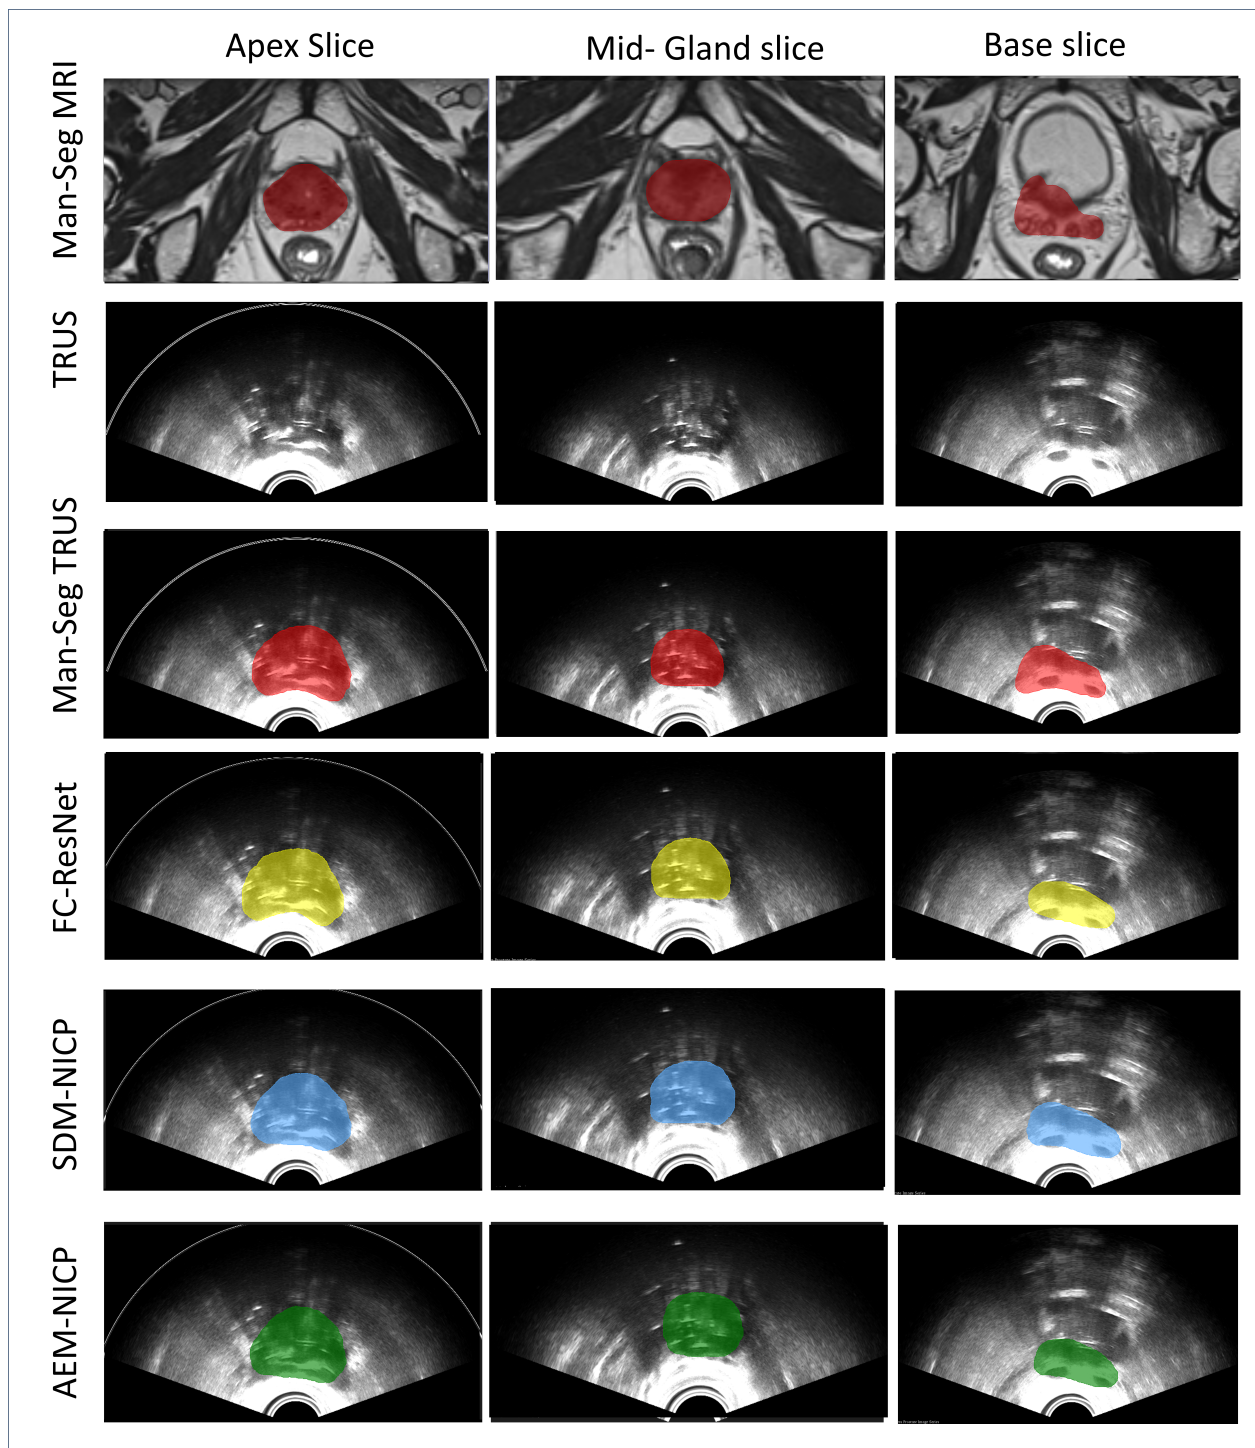 Apex Slice
Mid- Gland slice
Base slice
Man-Seg MRI
TRUS
Man-Seg TRUS
FC-ResNet
SDM-NICP
AEM-NICP